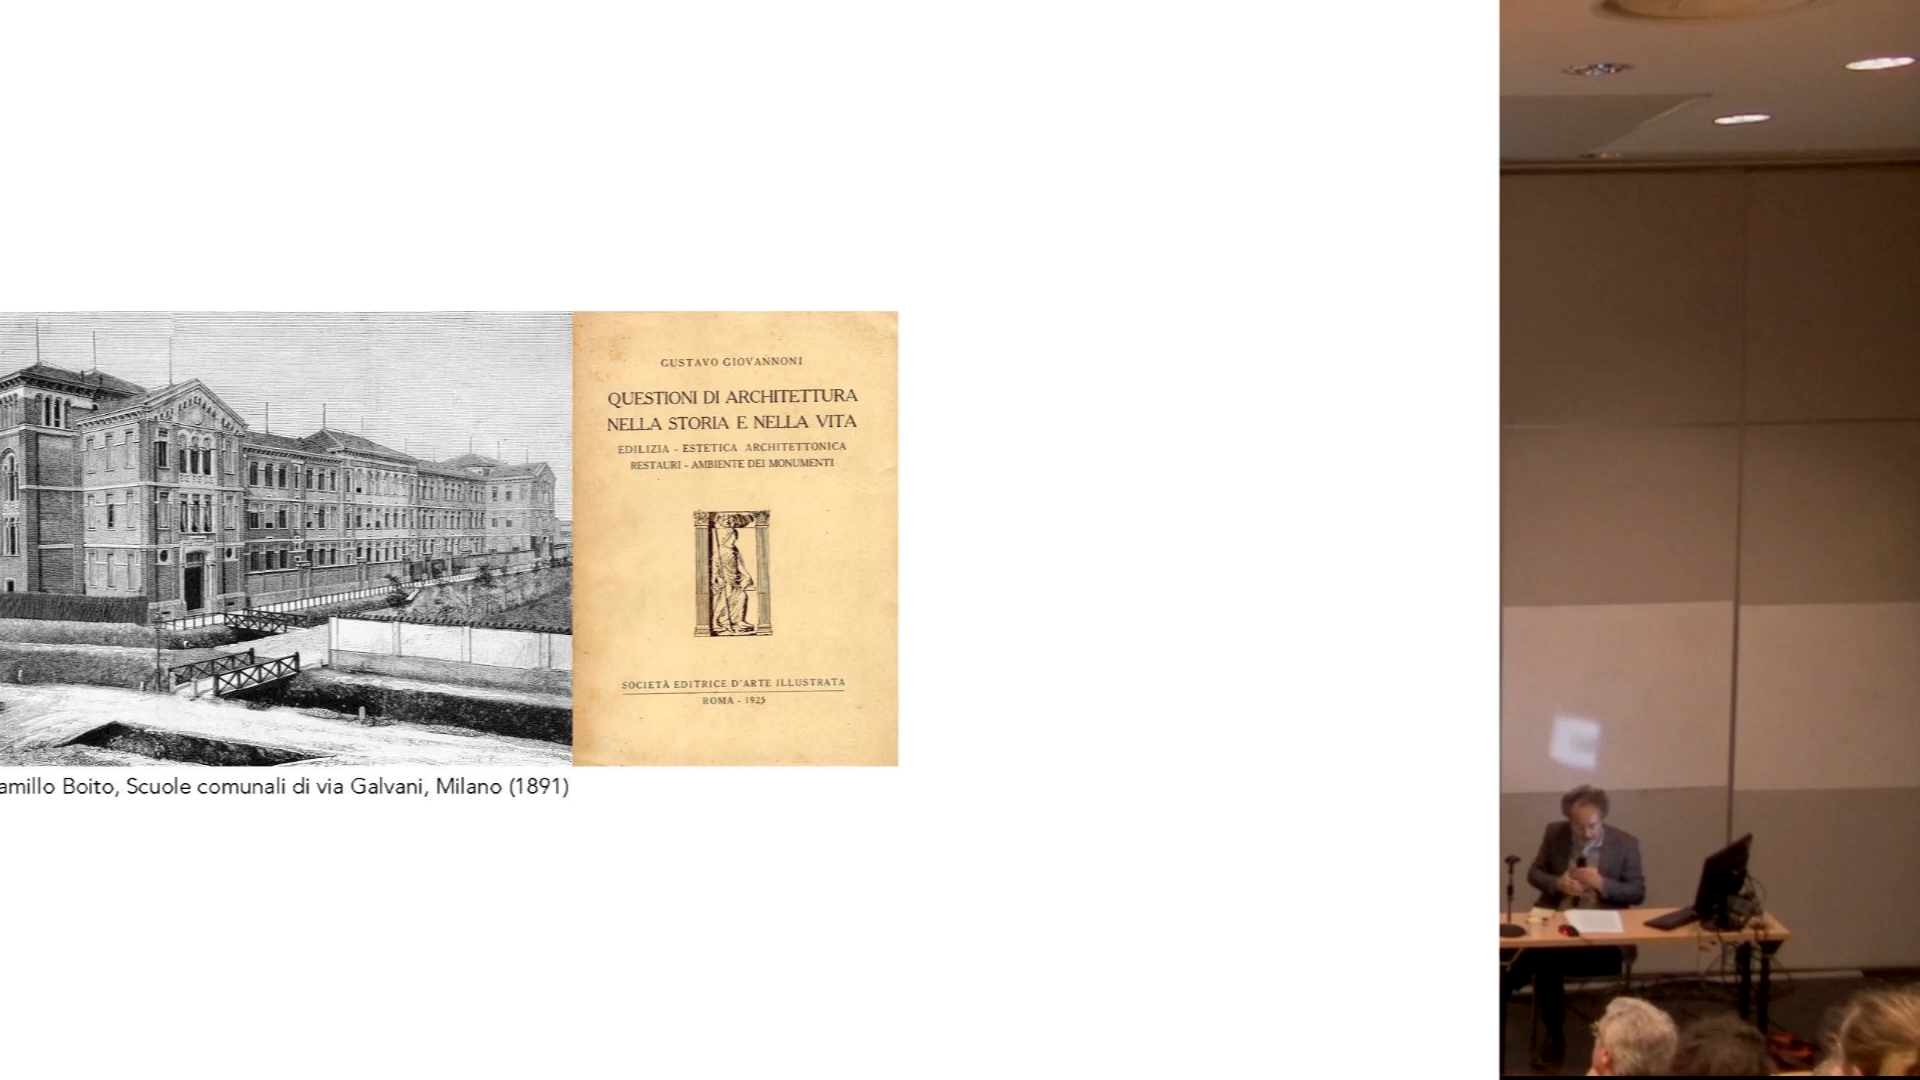 GUSTAVO GIOVANNONI
QUESTIONI DI ARCHITETTURA
NELLA STORIA E NELLA VITA
EDILIZIA - ESTETICA ARCHITETTONICA
RESTAURI - AMBIENTE DEI MONUMENTI
SOCIETÀ EDITRICE D'ARTE ILLUSTRATA
ROMA - 1925
amillo Boito, Scuole comunali di via Galvani, Milano (1891)